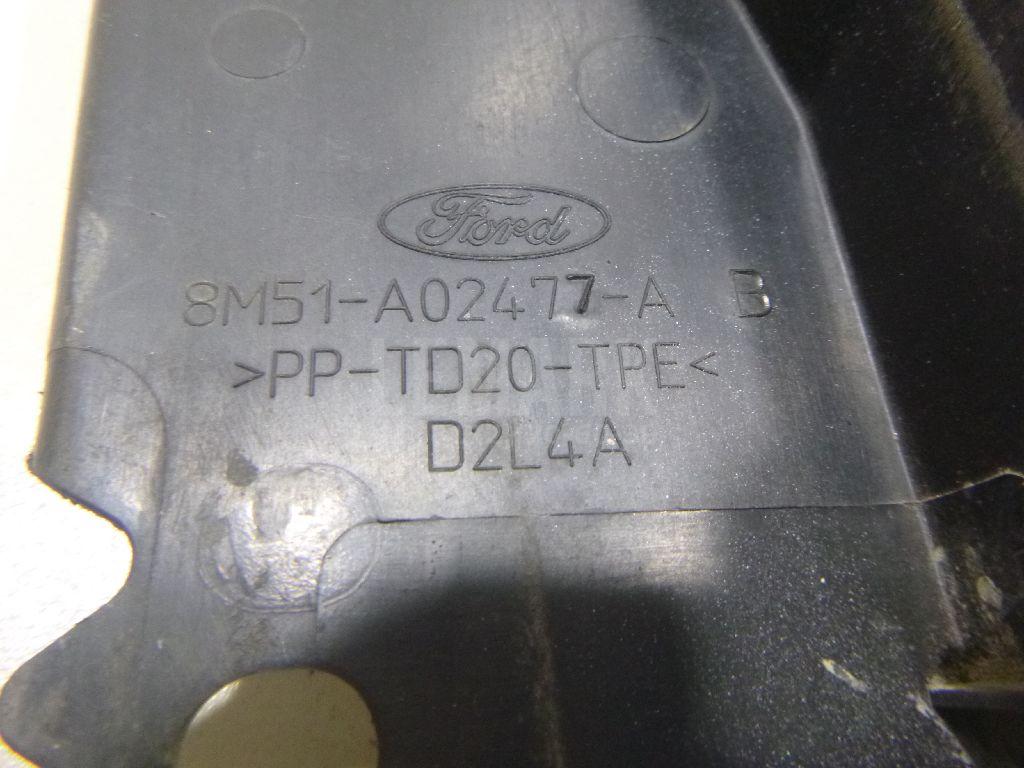 Ford
8M51-A02477-A B
>PP-TD20-TPE<
D2L4A